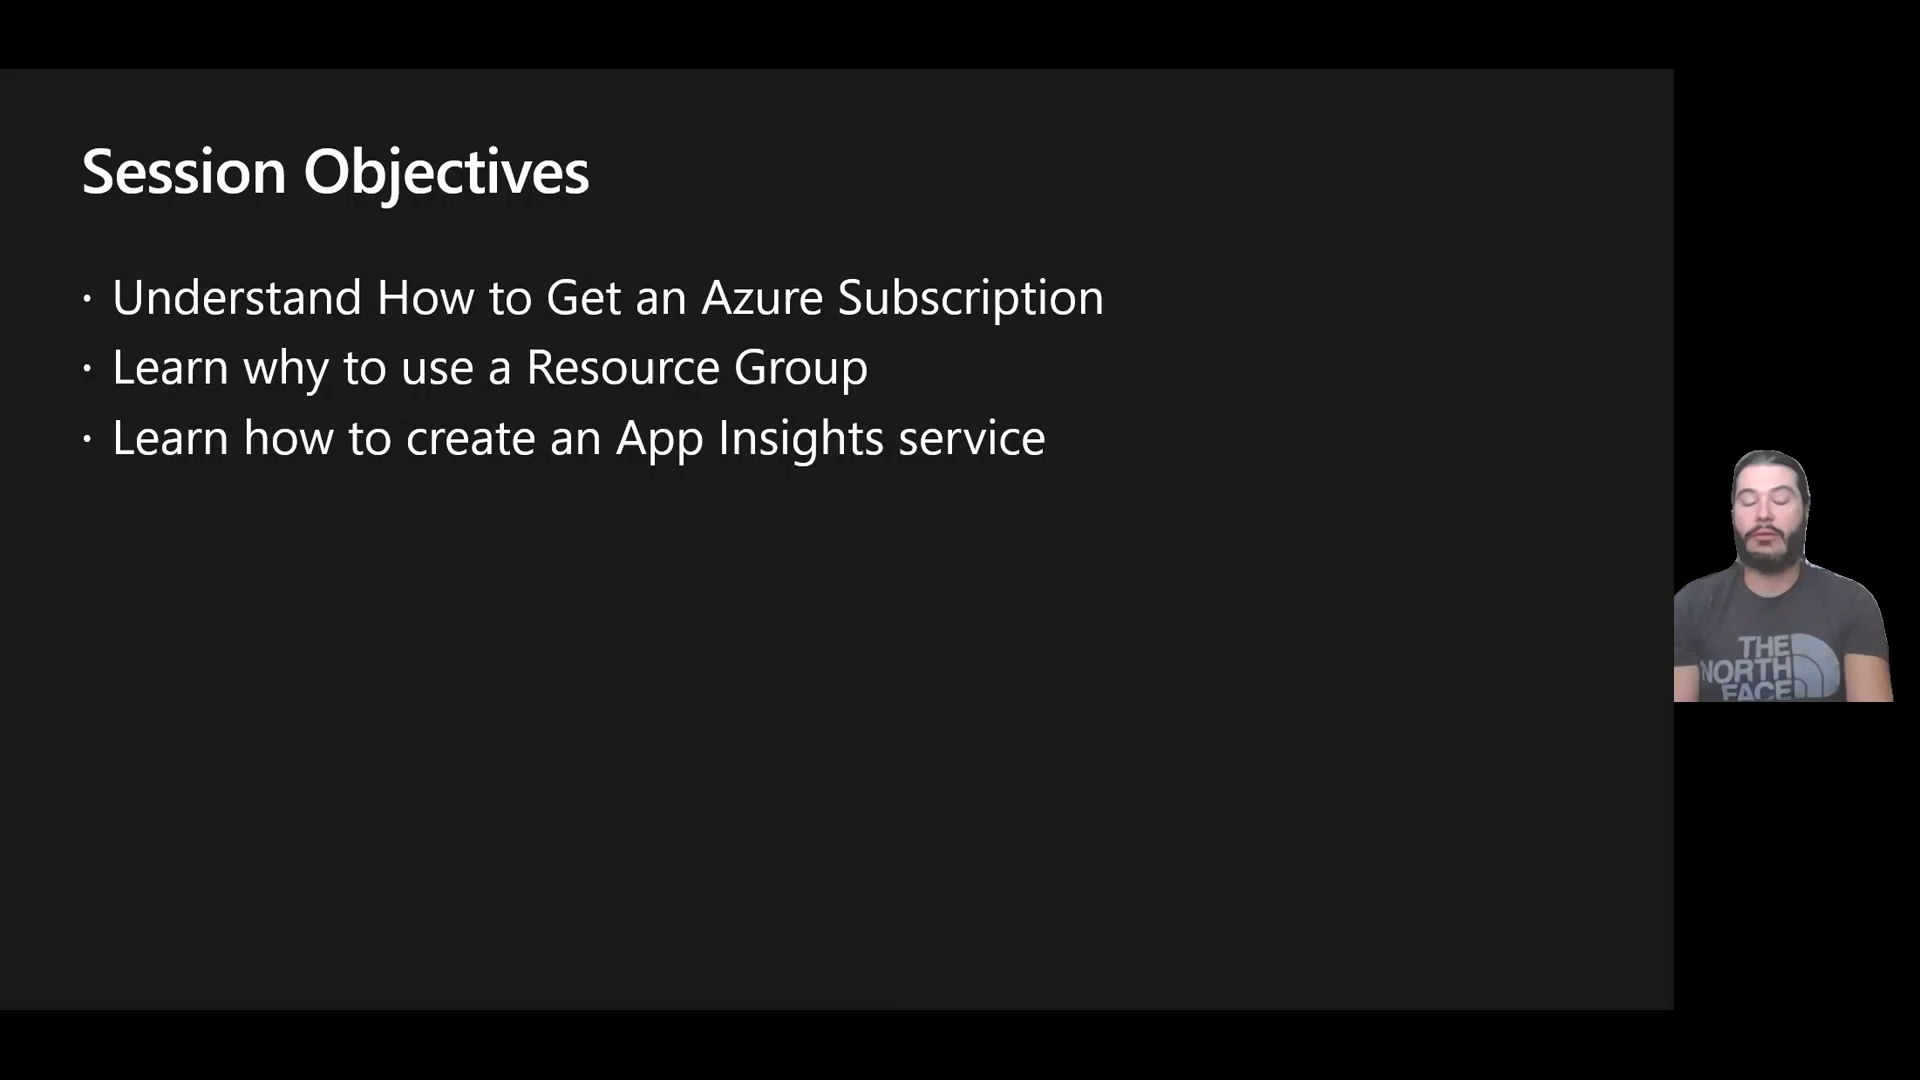 Session Objectives
· Understand How to Get an Azure Subscription
· Learn why to use a Resource Group
· Learn how to create an App Insights service
THE
NORTH
FACE